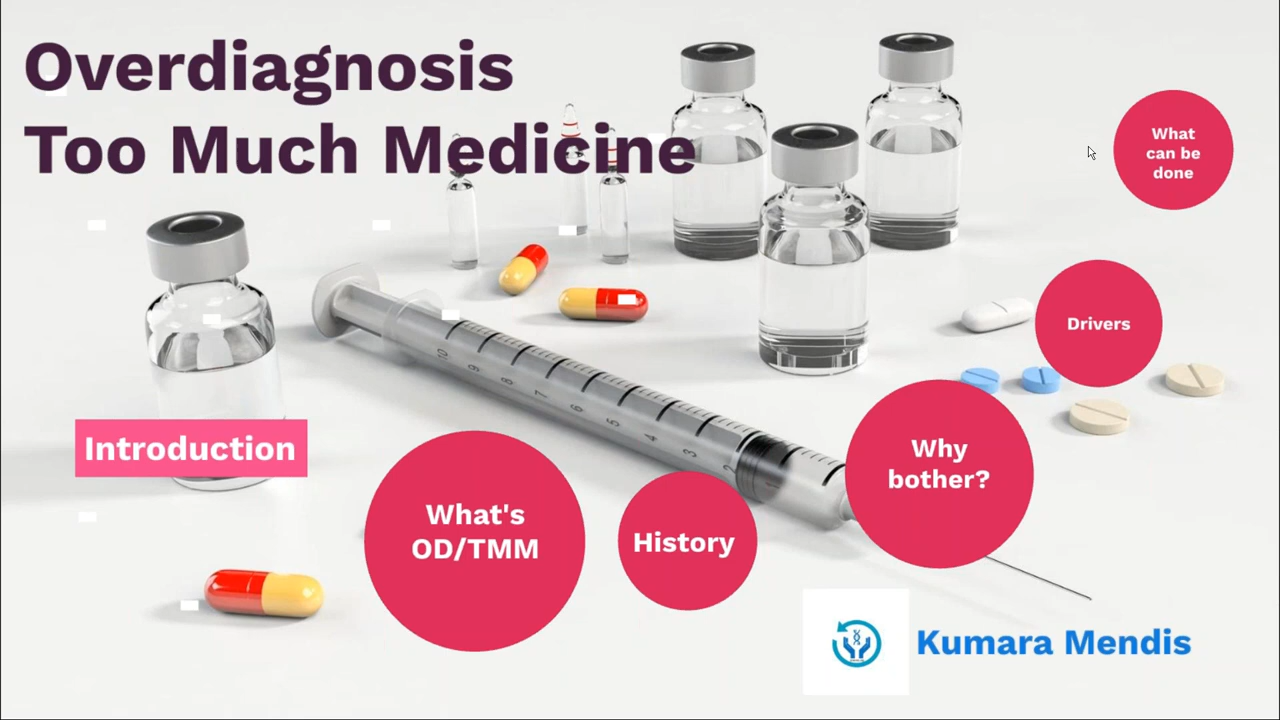 Overdiagnosis
Too Much Medicine
What
can be
done
Drivers
Introduction
Why
bother?
What's
OD/TMM
History
Kumara Mendis